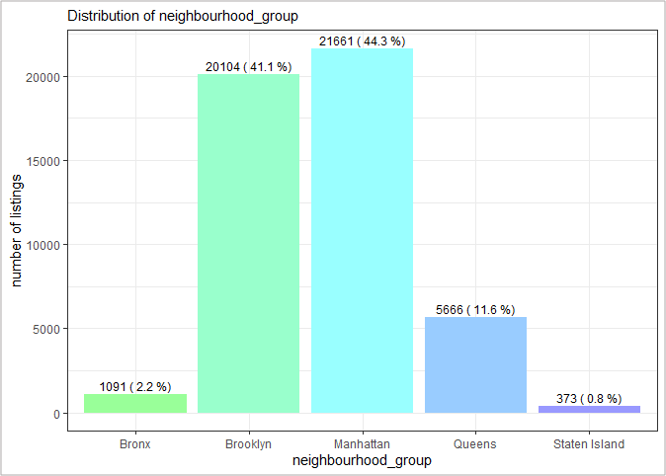 Distribution of neighbourhood_group
21661 ( 44.3 %)
20104 ( 41.1 %)
5666 ( 11.6 %)
1091 ( 2.2 %)
373 ( 0.8 %)
20000
15000
10000
5000
0
number of listings
Bronx Brooklyn Manhattan Queens Staten Island
neighbourhood_group